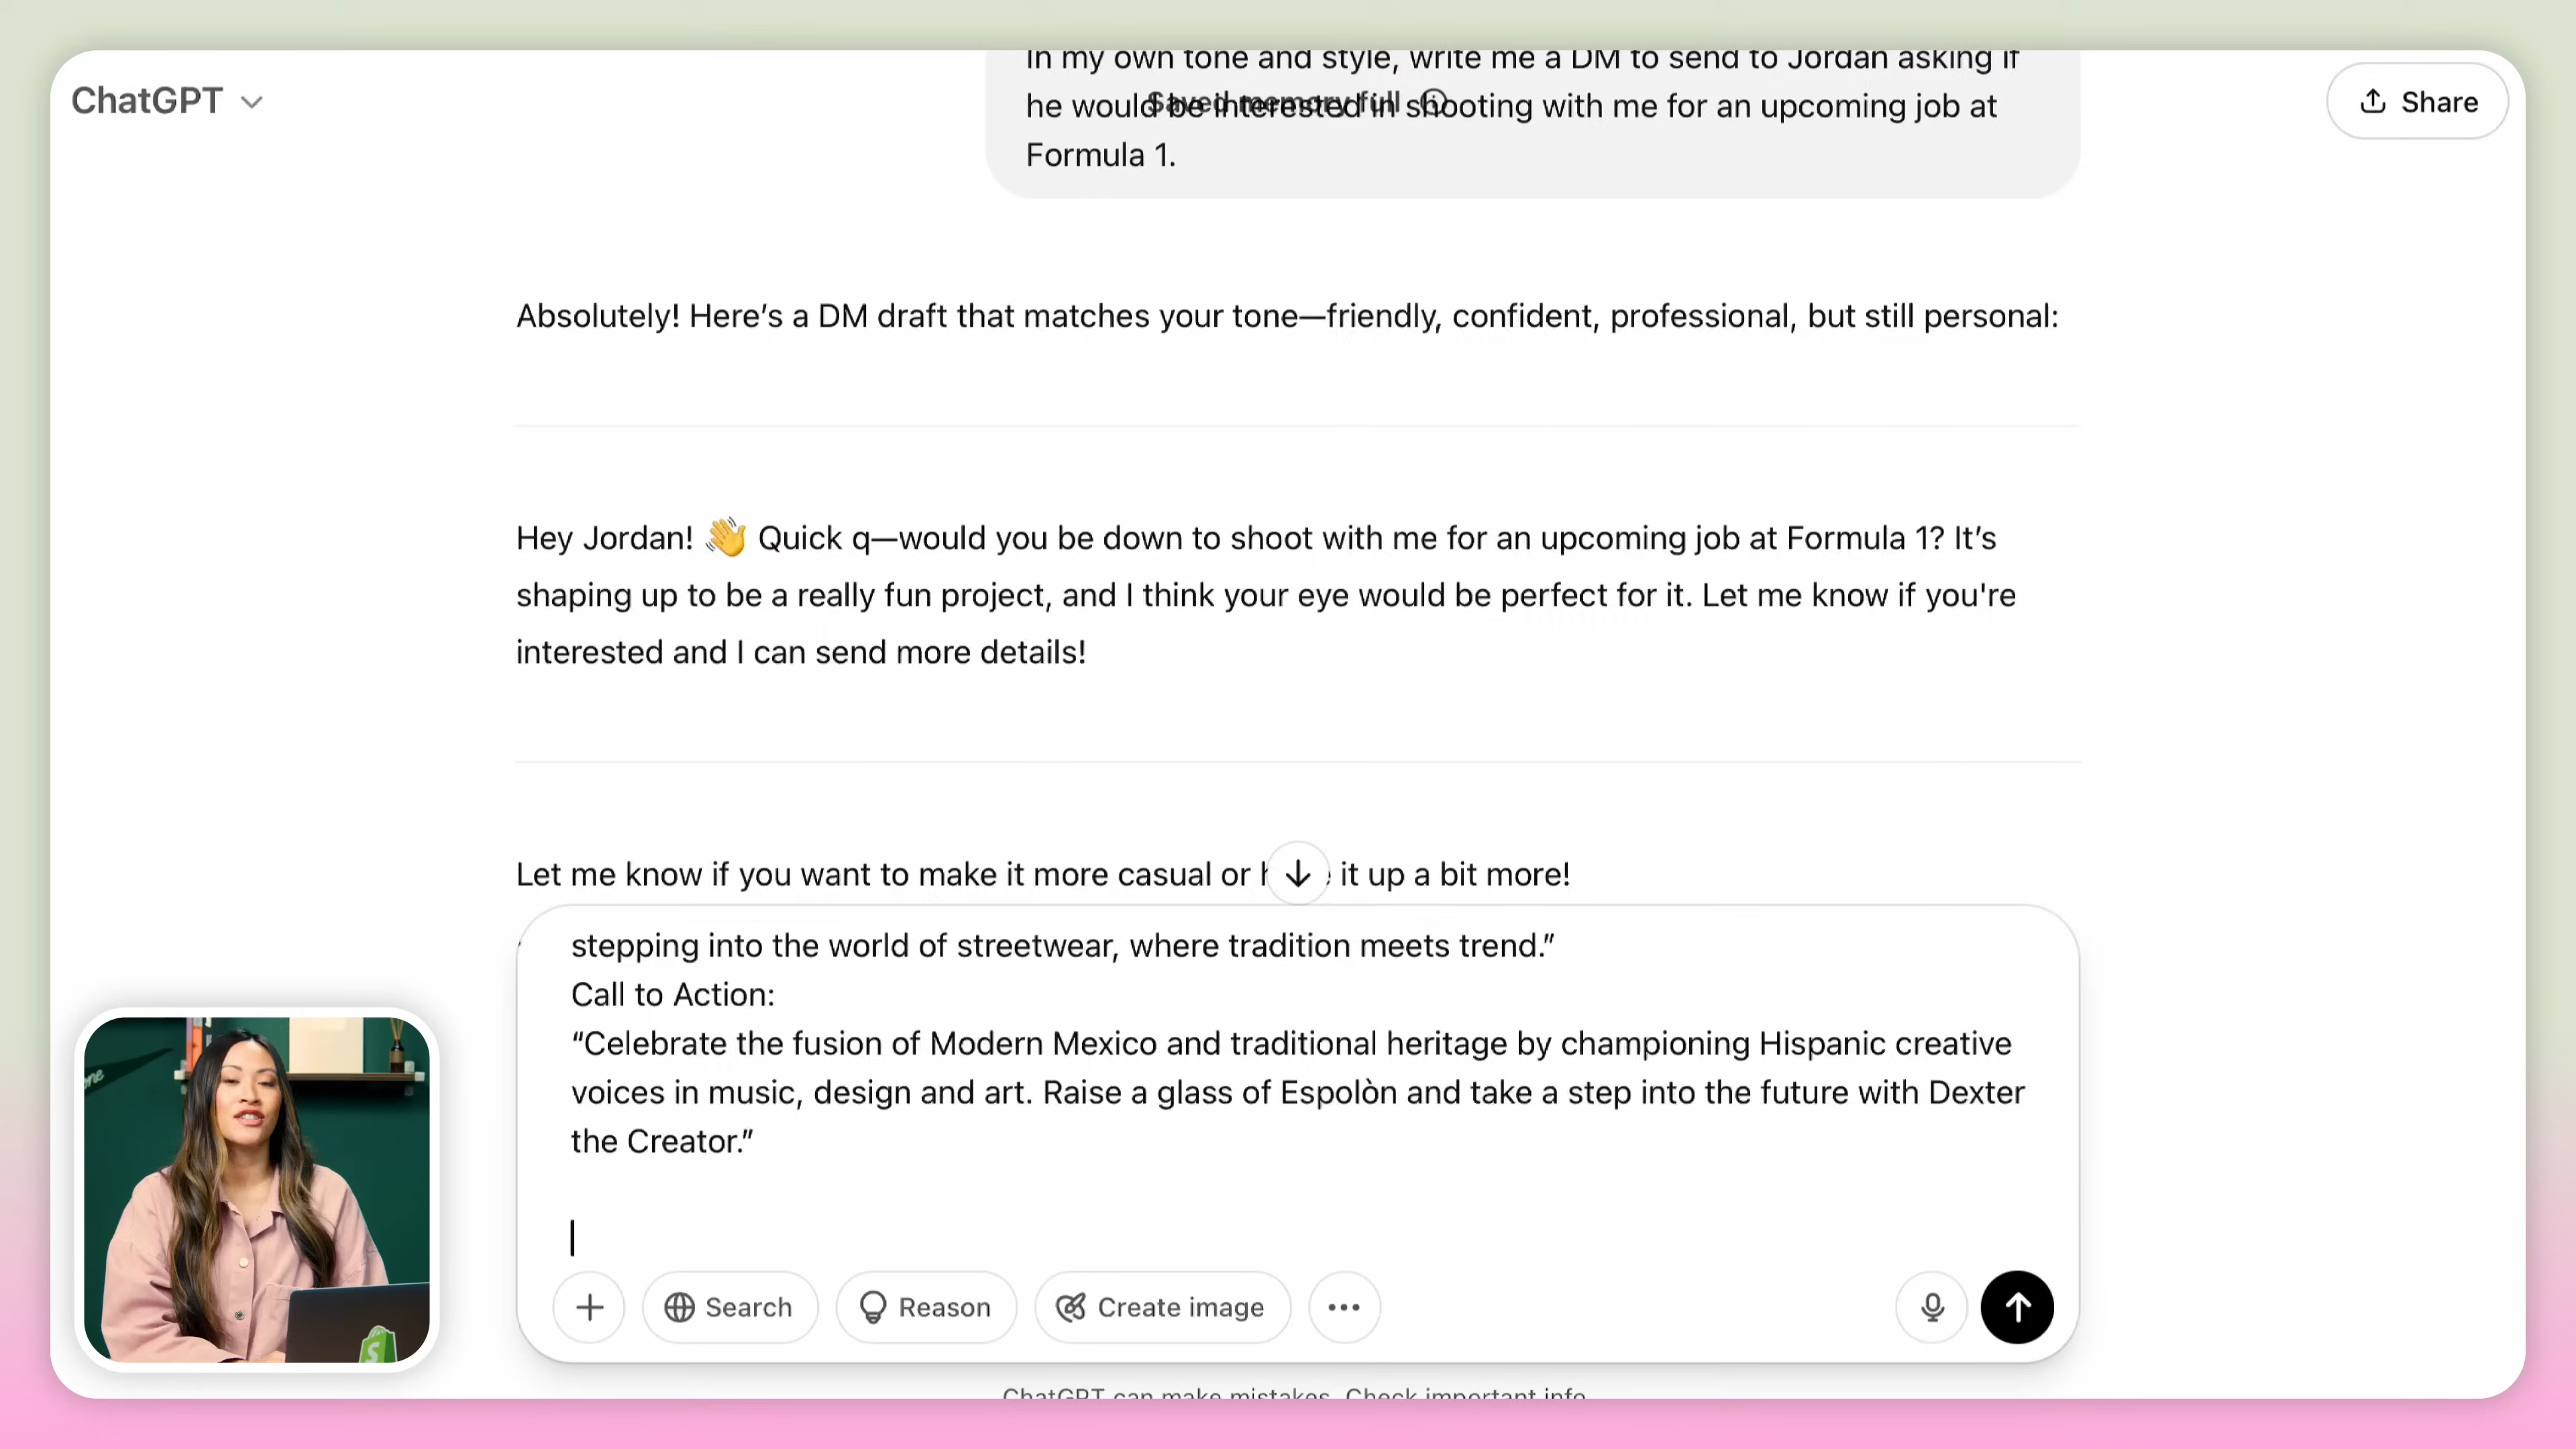 In my own tone and style, write me a DM to send to Jordan asking if
ChatGPT
Saved memory full
he would be interested in shooting with me for an upcoming job at
Share
Formula 1.
Absolutely! Here’s a DM draft that matches your tone—friendly, confident, professional, but still personal:
Hey Jordan! 👋 Quick q—would you be down to shoot with me for an upcoming job at Formula 1? It’s
shaping up to be a really fun project, and I think your eye would be perfect for it. Let me know if you're
interested and I can send more details!
Let me know if you want to make it more casual or it up a bit more!
stepping into the world of streetwear, where tradition meets trend.”
Call to Action:
“Celebrate the fusion of Modern Mexico and traditional heritage by championing Hispanic creative
voices in music, design and art. Raise a glass of Espolòn and take a step into the future with Dexter
the Creator.”
Search
Reason
Create image
ChatGPT can make mistakes. Check important info.